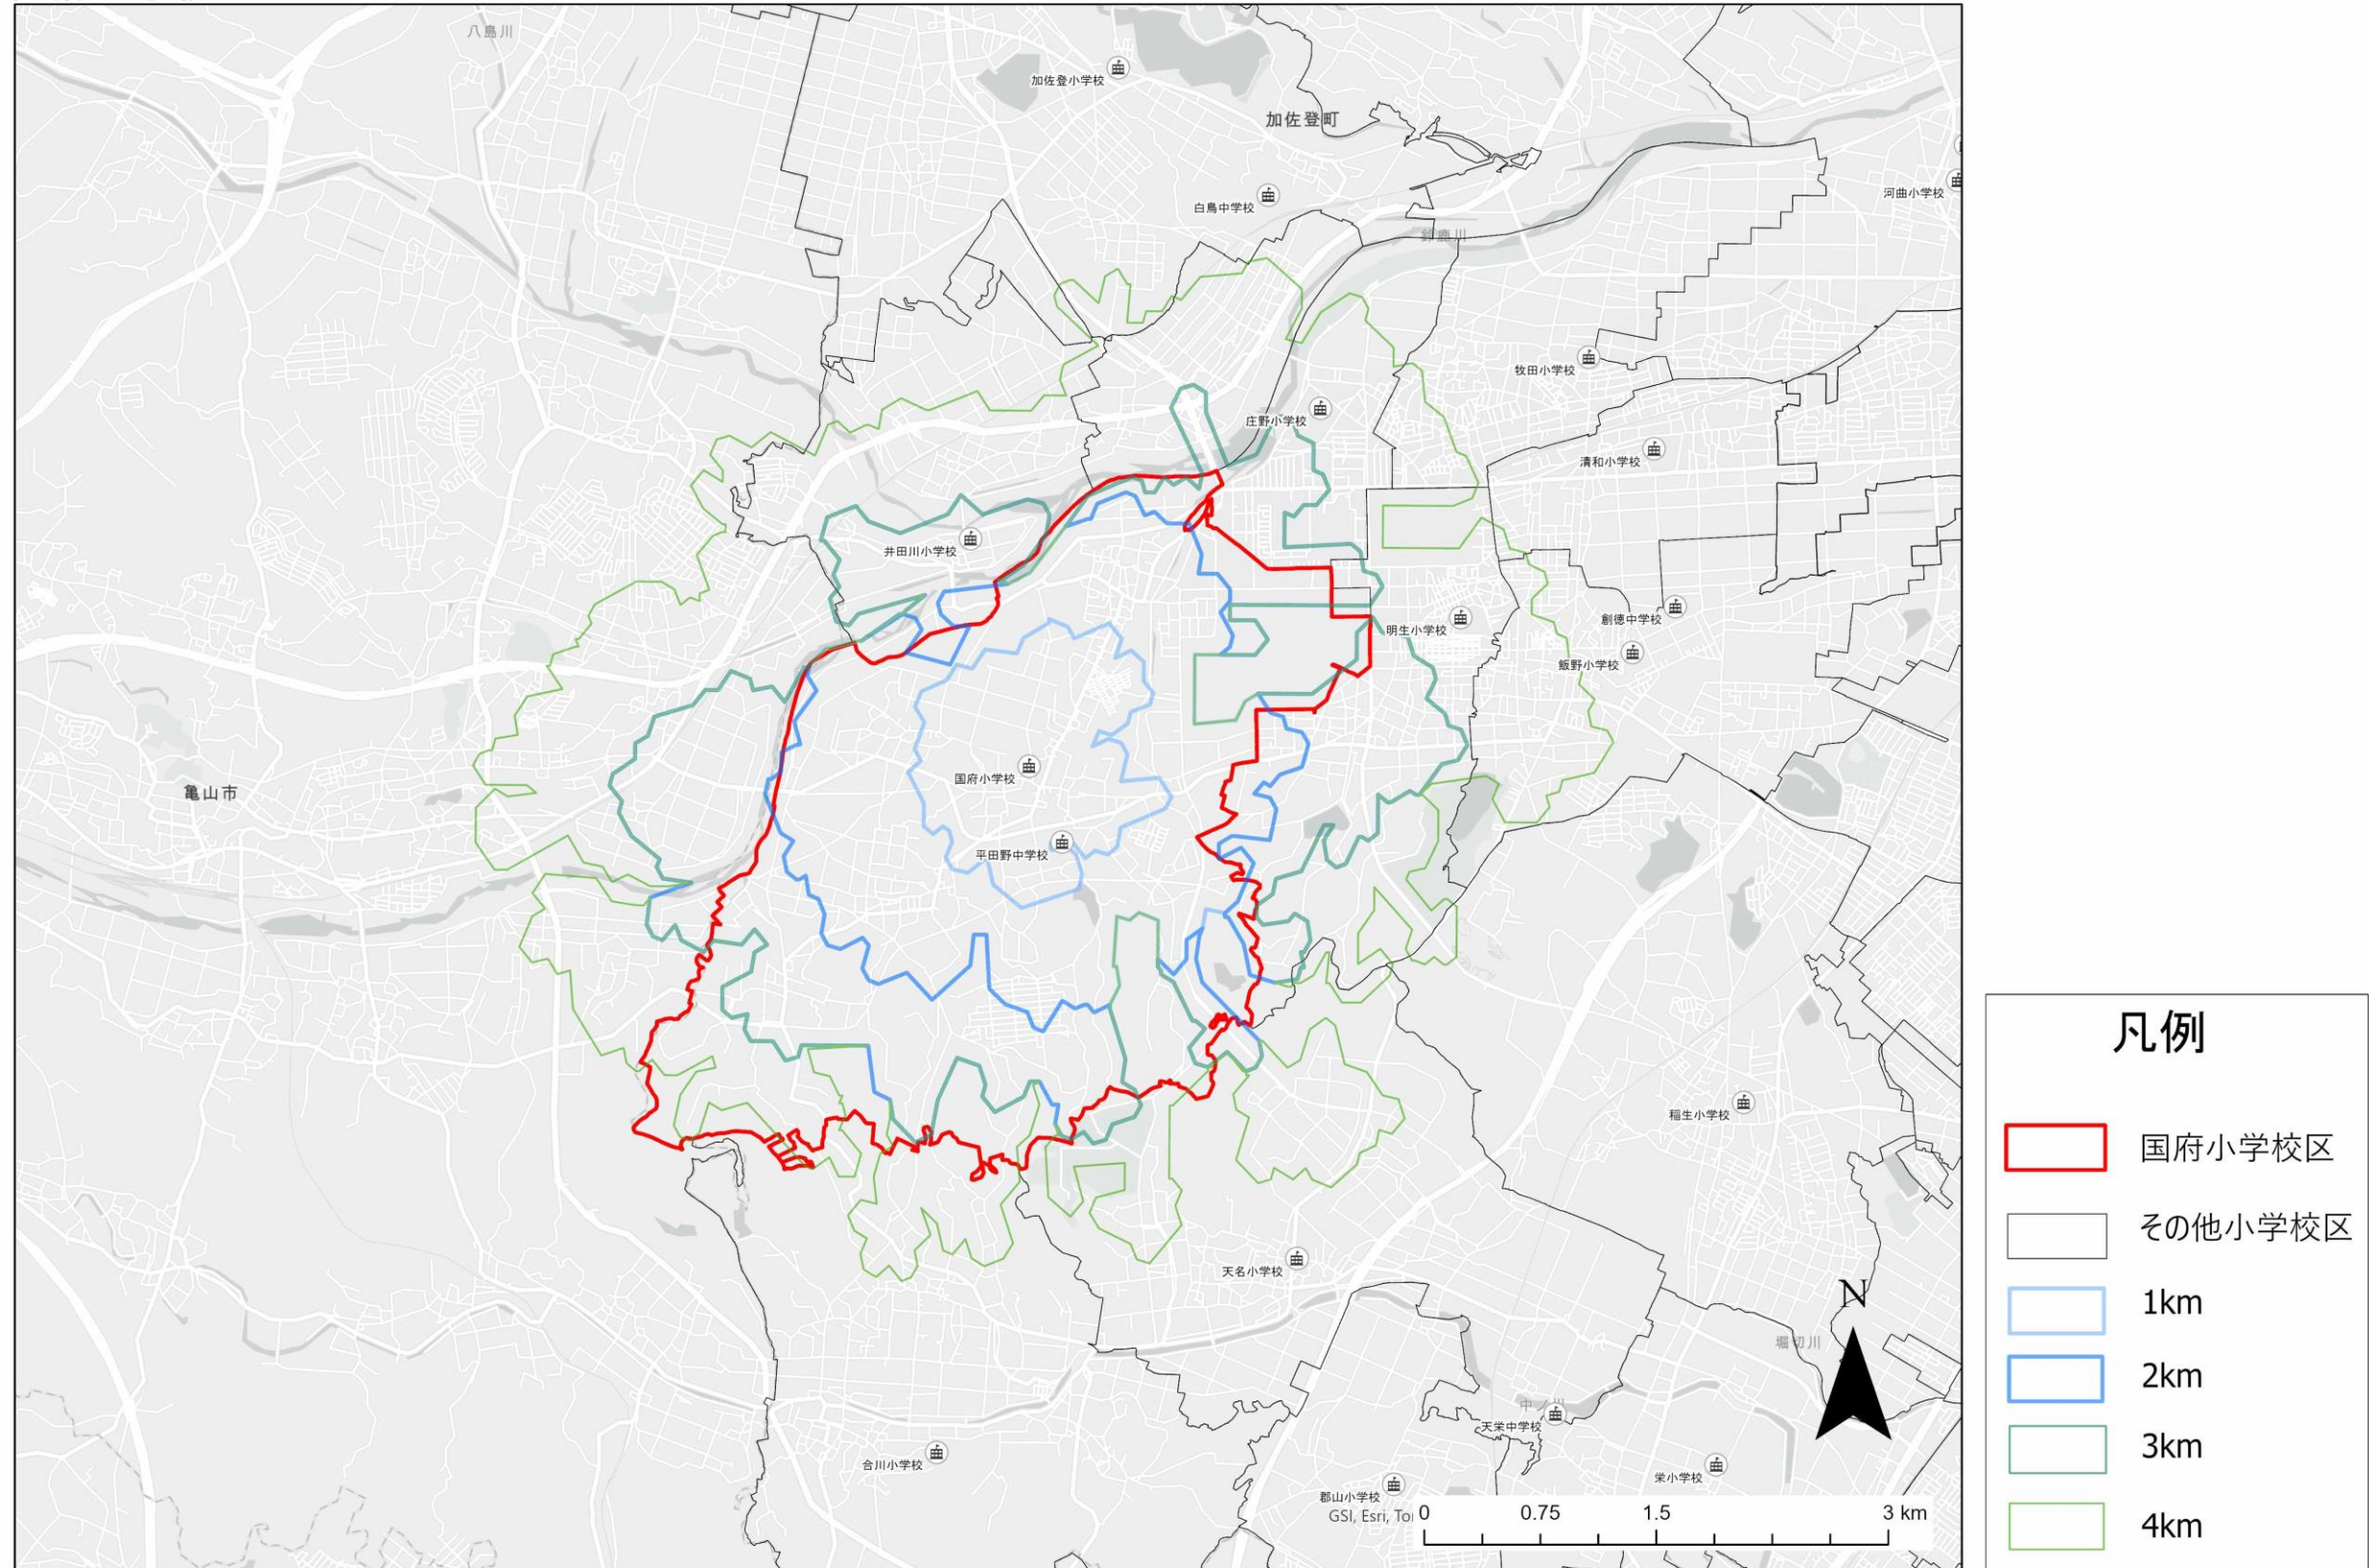 八島川
加佐登小学校
加佐登町
河曲小学校
白鳥中学校
鈴鹿川
牧田小学校
庄野小学校
清和小学校
井田川小学校
創徳中学校
明生小学校
飯野小学校
国府小学校
亀山市
平田野中学校
稲生小学校
天名小学校
堀切川
中ノ川
天栄中学校
合川小学校
栄小学校
郡山小学校
GSI, Esri, To
0 0.75 1.5 3 km
N
凡例
国府小学校区
その他小学校区
1km
2km
3km
4km